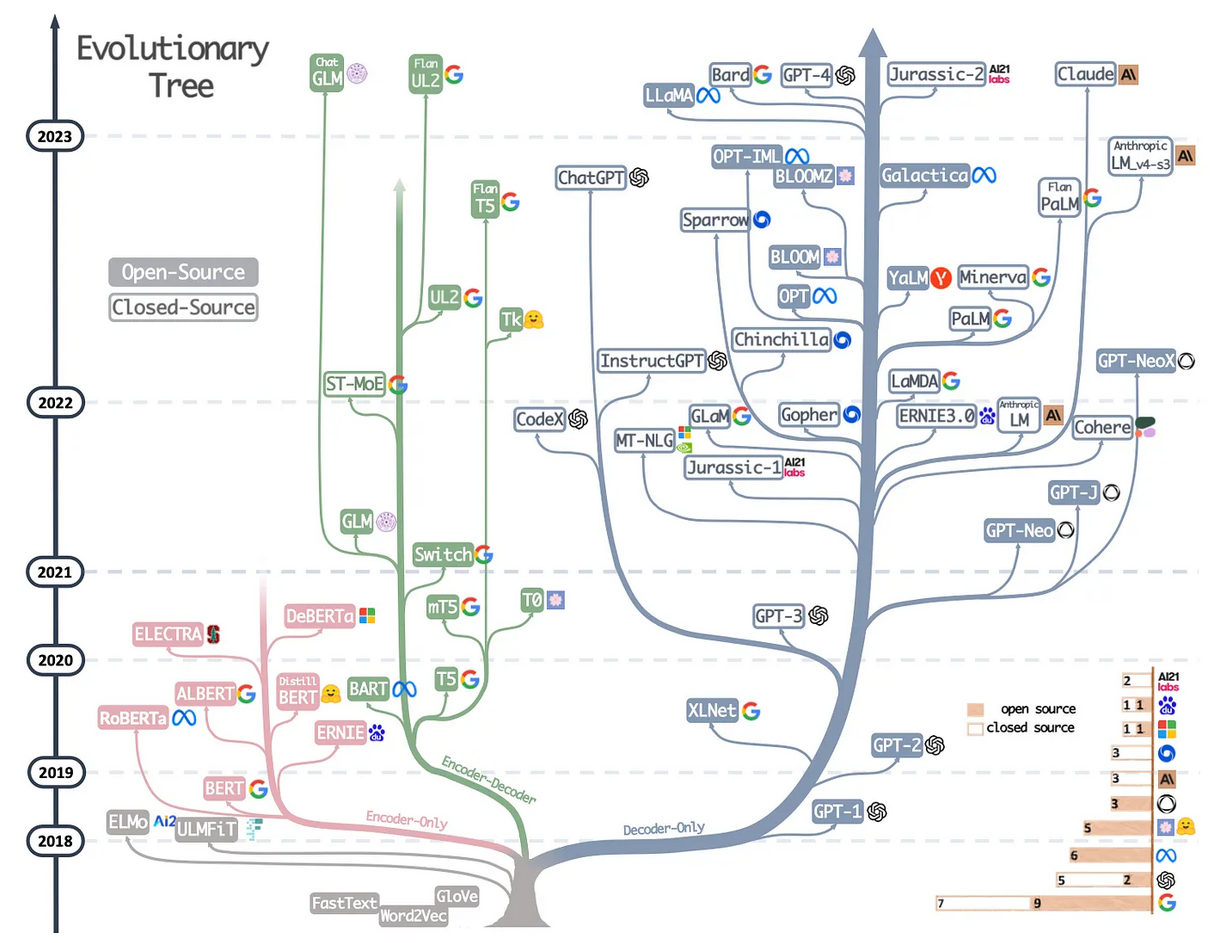 Evolutionary
Tree
Chat
GLM
Flan
UL2
Bard
GPT-4
Jurassic-2
AI21
labs
Claude
A\
LLaMA
2023
OPT-IML
Anthropic
LM_v4-s3
A\
ChatGPT
BLOOMZ
Galactica
Flan
T5
Flan
PaLM
Sparrow
Open-Source
Closed-Source
BLOOM
YaLM
Minerva
UL2
OPT
Tk
PaLM
Chinchilla
InstructGPT
GPT-NeoX
ST-MoE
LaMDA
2022
CodeX
GLaM
Gopher
ERNIE3.0
Anthropic
LM
A\
Cohere
MT-NLG
Jurassic-1
AI21
labs
GPT-J
GLM
GPT-Neo
Switch
2021
mT5
T0
DeBERTa
GPT-3
ELECTRA
2020
ALBERT
Distill
BERT
BART
T5
RoBERTa
XLNet
ERNIE
GPT-2
2019
Encoder-Decoder
BERT
ELMo
AI2
ULMFiT
Encoder-Only
Decoder-Only
GPT-1
2018
FastText
Word2Vec
GloVe
open source
closed source
2
AI21
labs
1 1
du
1 1
3
3
A\
3
5
6
5 2
7 9